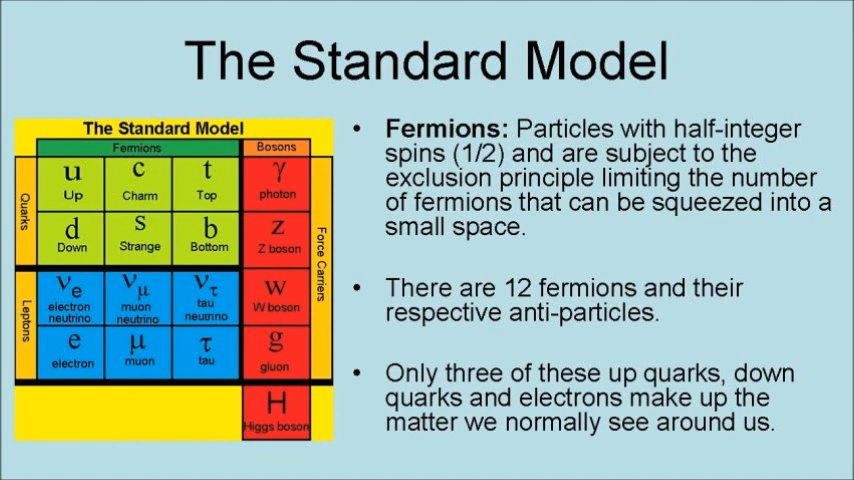 The Standard Model
The Standard Model
Fermions
Bosons
Quarks
u
Up
c
Charm
t
Top
γ
photon
d
Down
s
Strange
b
Bottom
z
Z boson
Force Carriers
Leptons
νe
electron
neutrino
νμ
muon
neutrino
ντ
tau
neutrino
w
W boson
e
electron
μ
muon
τ
tau
g
gluon
H
Higgs boson
• Fermions: Particles with half-integer
spins (1/2) and are subject to the
exclusion principle limiting the number
of fermions that can be squeezed into a
small space.
• There are 12 fermions and their
respective anti-particles.
• Only three of these up quarks, down
quarks and electrons make up the
matter we normally see around us.